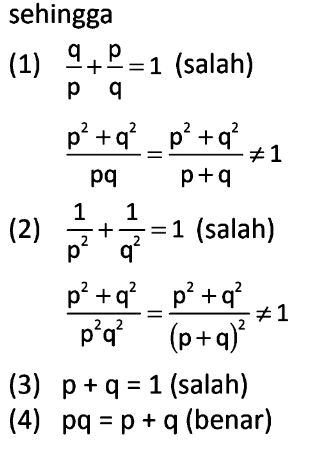 sehingga
(1) q/p + p/q = 1 (salah)
(p² + q²)/pq = (p² + q²)/(p + q) ≠ 1
(2) 1/p² + 1/q² = 1 (salah)
(p² + q²)/p²q² = (p² + q²)/(p + q)² ≠ 1
(3) p + q = 1 (salah)
(4) pq = p + q (benar)